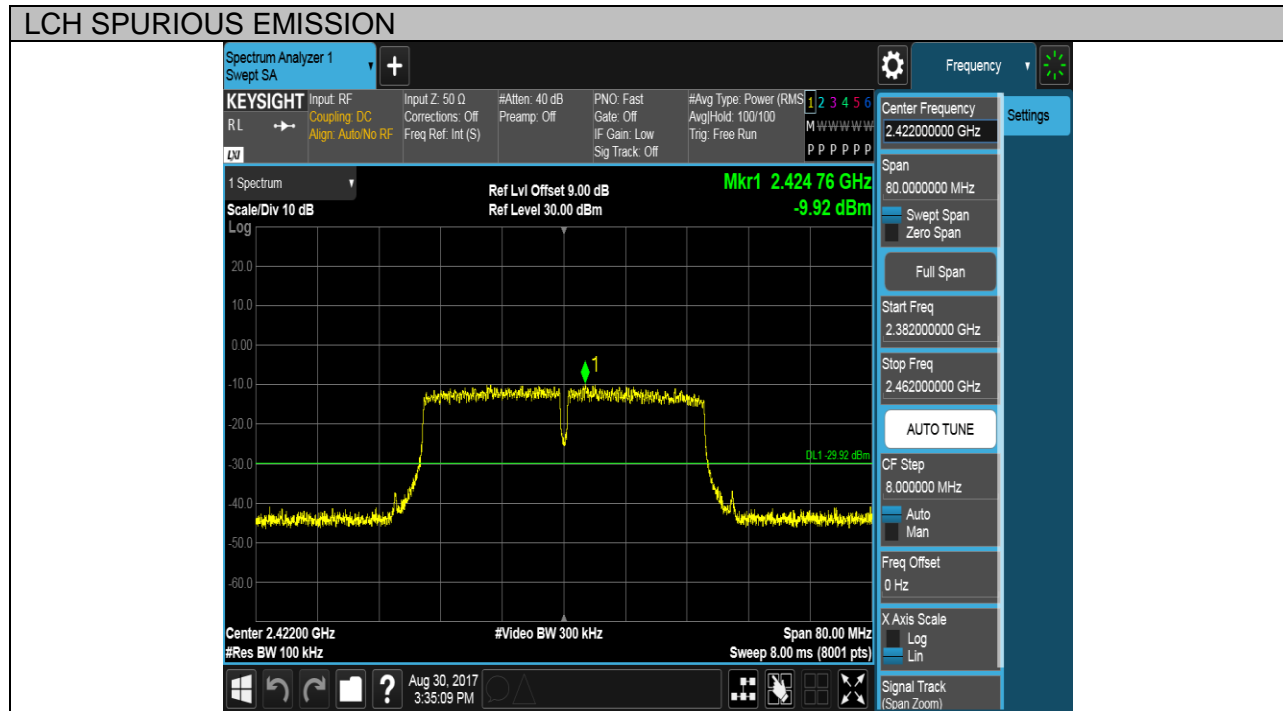 LCH SPURIOUS EMISSION
Spectrum Analyzer 1
Swept SA
+
Frequency
KEYSIGHT
RL
LXI
Input: RF
Coupling: DC
Align: Auto/No RF
Input Z: 50 Ω
Corrections: Off
Freq Ref: Int (S)
#Atten: 40 dB
Preamp: Off
PNO: Fast
Gate: Off
IF Gain: Low
Sig Track: Off
#Avg Type: Power (RMS
Avg|Hold: 100/100
Trig: Free Run
1 2 3 4 5 6
M W W W W W
P P P P P P
1 Spectrum
Scale/Div 10 dB
Ref Lvl Offset 9.00 dB
Ref Level 30.00 dBm
Mkr1 2.424 76 GHz
-9.92 dBm
Log
20.0
10.0
0.00
-10.0
-20.0
-30.0
-40.0
-50.0
-60.0
1
DL1 -29.92 dBm
Center 2.42200 GHz
#Res BW 100 kHz
#Video BW 300 kHz
Span 80.00 MHz
Sweep 8.00 ms (8001 pts)
Center Frequency
2.422000000 GHz
Settings
Span
80.0000000 MHz
Swept Span
Zero Span
Full Span
Start Freq
2.382000000 GHz
Stop Freq
2.462000000 GHz
AUTO TUNE
CF Step
8.000000 MHz
Auto
Man
Freq Offset
0 Hz
X Axis Scale
Log
Lin
Signal Track
(Span Zoom)
?
Aug 30, 2017
3:35:09 PM